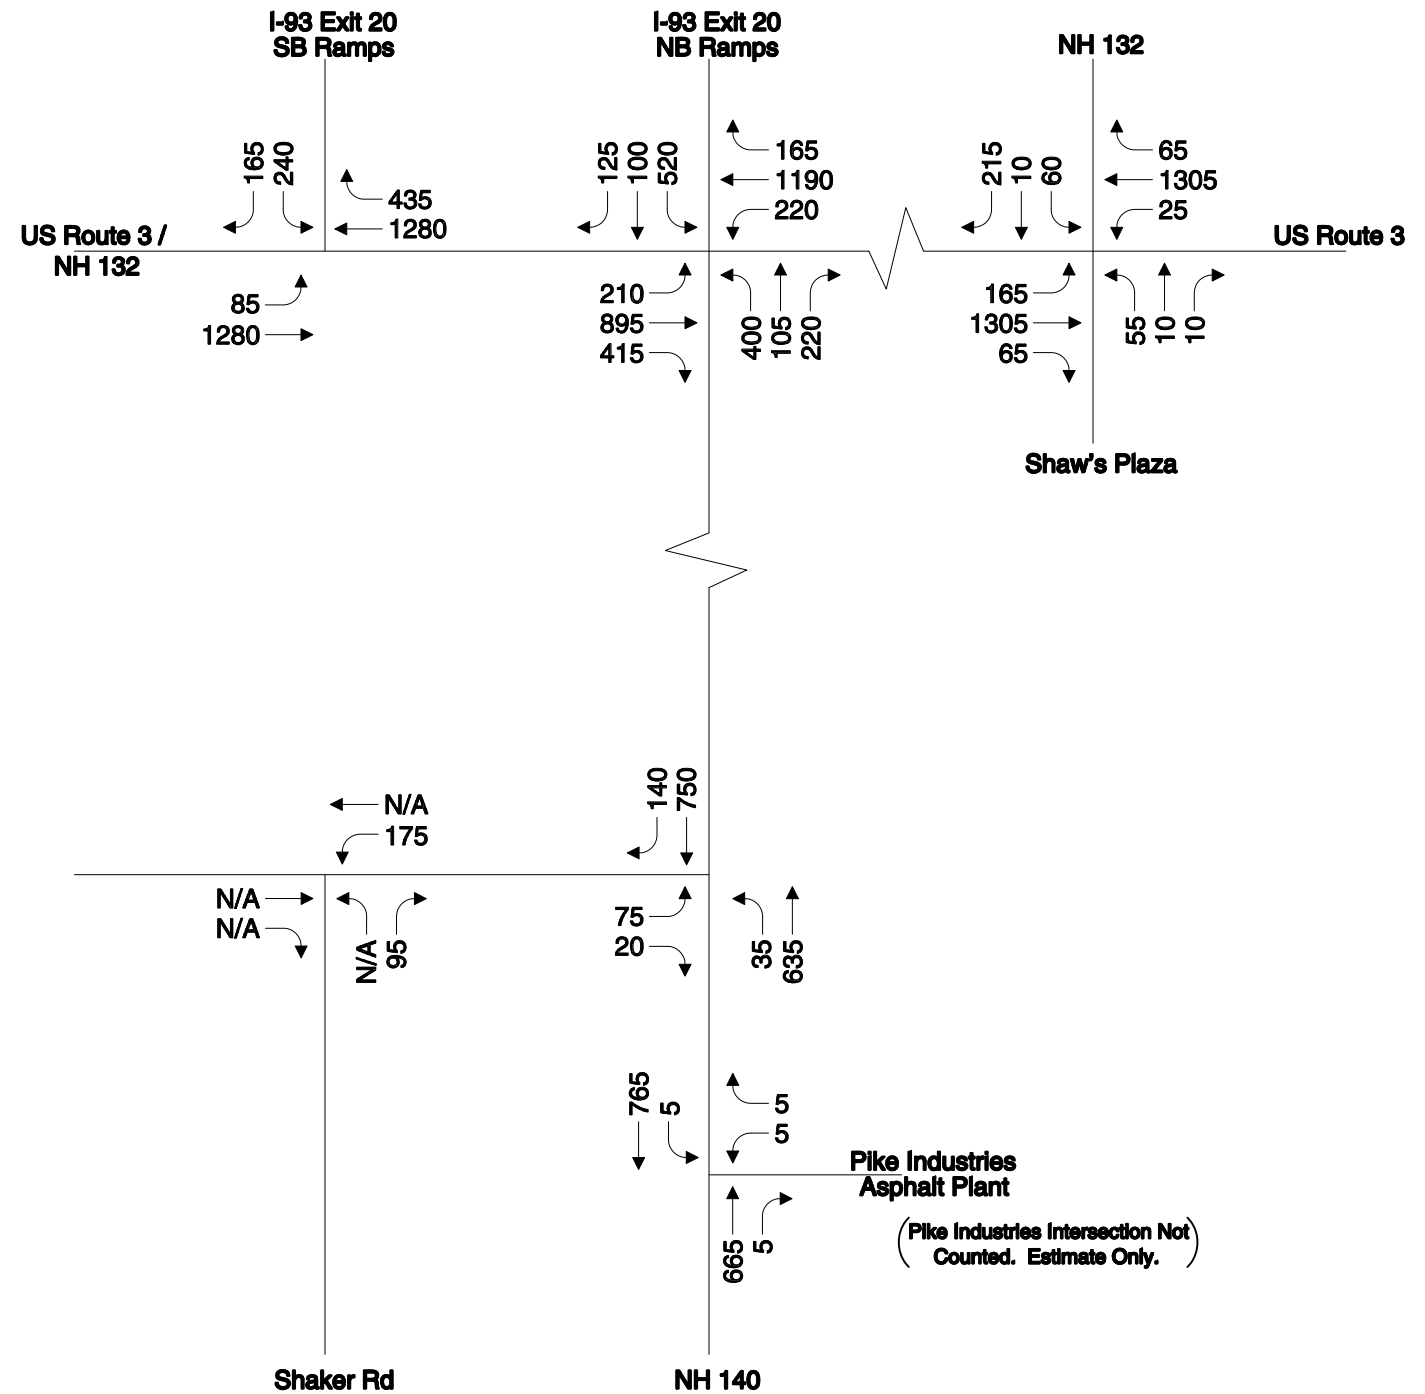 I-93 Exit 20
SB Ramps
I-93 Exit 20
NB Ramps
NH 132
165
240
435
1280
125
100
520
165
1190
220
215
10
60
65
1305
25
US Route 3 /
NH 132
US Route 3
85
1280
210
895
415
400
105
220
165
1305
65
55
10
10
Shaw's Plaza
N/A
175
140
750
N/A
N/A
N/A
95
75
20
35
635
765
5
5
5
Pike Industries
Asphalt Plant
665
5
(Pike Industries Intersection Not
Counted. Estimate Only.)
Shaker Rd
NH 140